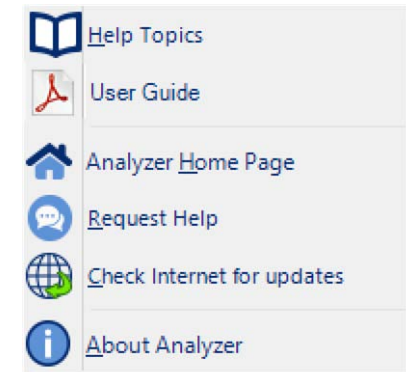 Help Topics
User Guide
Analyzer Home Page
Request Help
Check Internet for updates
About Analyzer